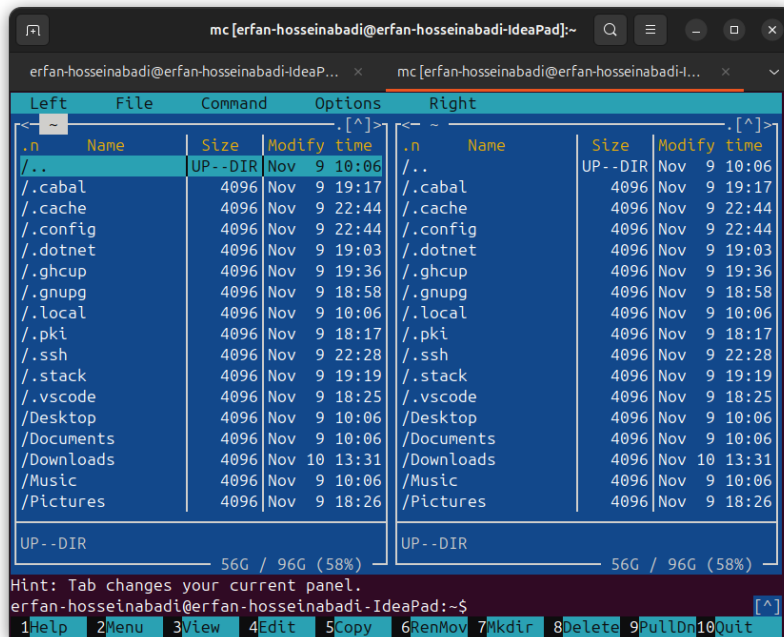 mc [erfan-hosseinabadi@erfan-hosseinabadi-IdeaPad]:~
erfan-hosseinabadi@erfan-hosseinabadi-IdeaP… × mc [erfan-hosseinabadi@erfan-hosseinabadi-I… ×
Left File Command Options Right
<─ ~ ─.[^]>┐ <─ ~ ─.[^]>┐
.n Name Size Modify time .n Name Size Modify time
/.. UP--DIR Nov 9 10:06 /.. UP--DIR Nov 9 10:06
/.cabal 4096 Nov 9 19:17 /.cabal 4096 Nov 9 19:17
/.cache 4096 Nov 9 22:44 /.cache 4096 Nov 9 22:44
/.config 4096 Nov 9 22:44 /.config 4096 Nov 9 22:44
/.dotnet 4096 Nov 9 19:03 /.dotnet 4096 Nov 9 19:03
/.ghcup 4096 Nov 9 19:36 /.ghcup 4096 Nov 9 19:36
/.gnupg 4096 Nov 9 18:58 /.gnupg 4096 Nov 9 18:58
/.local 4096 Nov 9 10:06 /.local 4096 Nov 9 10:06
/.pki 4096 Nov 9 18:17 /.pki 4096 Nov 9 18:17
/.ssh 4096 Nov 9 22:28 /.ssh 4096 Nov 9 22:28
/.stack 4096 Nov 9 19:19 /.stack 4096 Nov 9 19:19
/.vscode 4096 Nov 9 18:25 /.vscode 4096 Nov 9 18:25
/Desktop 4096 Nov 9 10:06 /Desktop 4096 Nov 9 10:06
/Documents 4096 Nov 9 10:06 /Documents 4096 Nov 9 10:06
/Downloads 4096 Nov 10 13:31 /Downloads 4096 Nov 10 13:31
/Music 4096 Nov 9 10:06 /Music 4096 Nov 9 10:06
/Pictures 4096 Nov 9 18:26 /Pictures 4096 Nov 9 18:26
UP--DIR UP--DIR
56G / 96G (58%) 56G / 96G (58%)
Hint: Tab changes your current panel.
erfan-hosseinabadi@erfan-hosseinabadi-IdeaPad:~$ [^]
1Help 2Menu 3View 4Edit 5Copy 6RenMov 7Mkdir 8Delete 9PullDn 10Quit